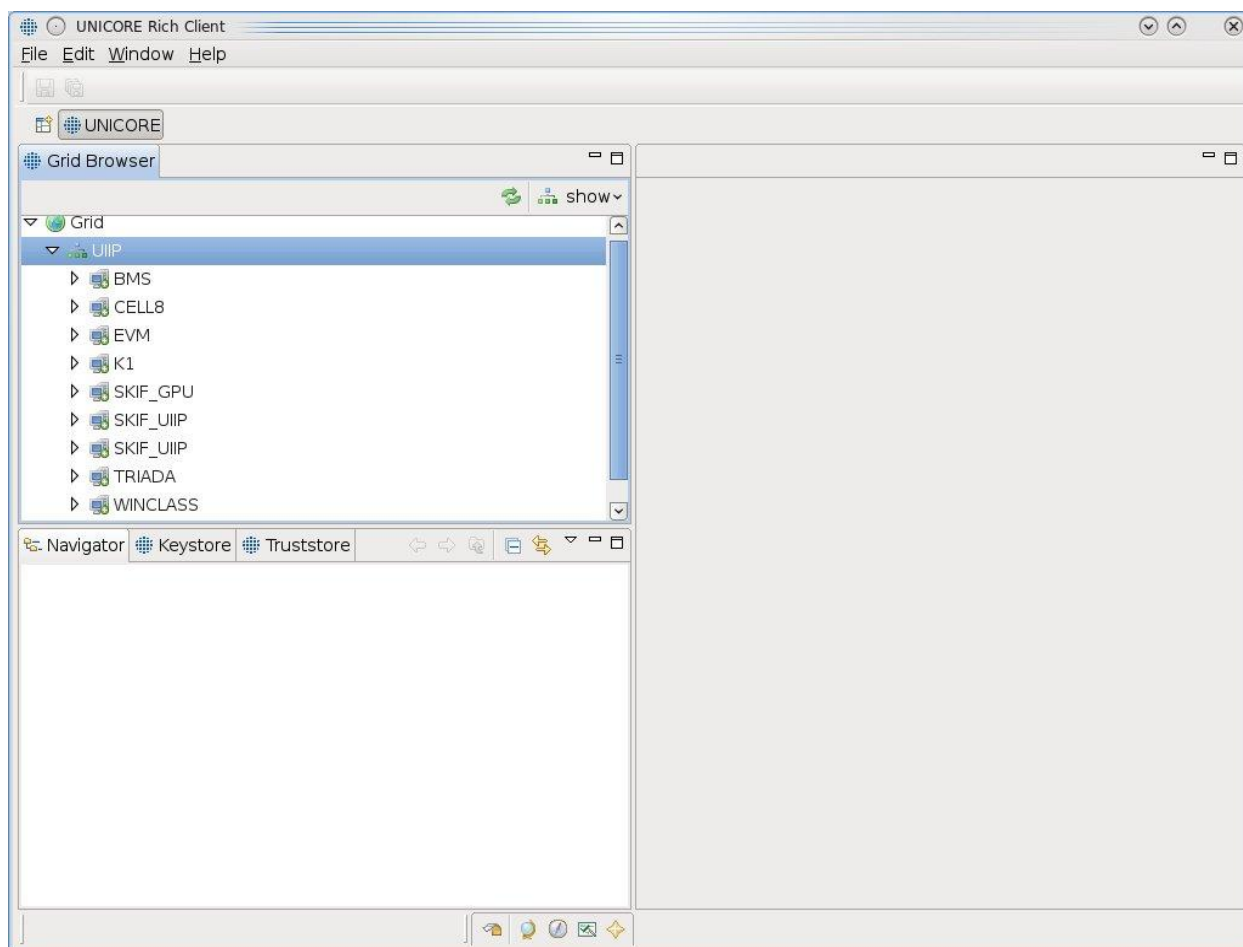 UNICORE Rich Client
File Edit Window Help
UNICORE
Grid Browser
show
Grid
UIIP
BMS
CELL8
EVM
K1
SKIF_GPU
SKIF_UIIP
SKIF_UIIP
TRIADA
WINCLASS
Navigator Keystore Truststore